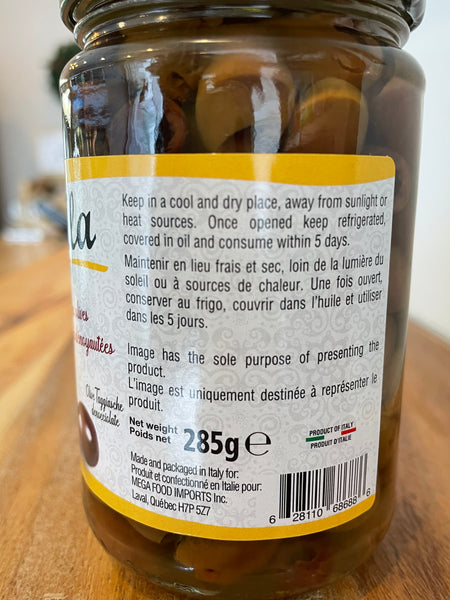 la
Keep in a cool and dry place, away from sunlight or
heat sources. Once opened keep refrigerated,
covered in oil and consume within 5 days.
Maintenir en lieu frais et sec, loin de la lumière du
soleil ou à sources de chaleur. Une fois ouvert,
conserver au frigo, couvrir dans l'huile et utiliser
dans les 5 jours.
Image has the sole purpose of presenting the
product.
L'image est uniquement destinée à représenter le
produit.
Olive Taggiasche
denocciolate
Net weight
Poids net 285g e
PRODUCT OF ITALY
PRODUIT D'ITALIE
Made and packaged in Italy for:
Produit et confectionné en Italie pour:
MEGA FOOD IMPORTS Inc.
Laval, Québec H7P 5Z7
6 28110 68688 6